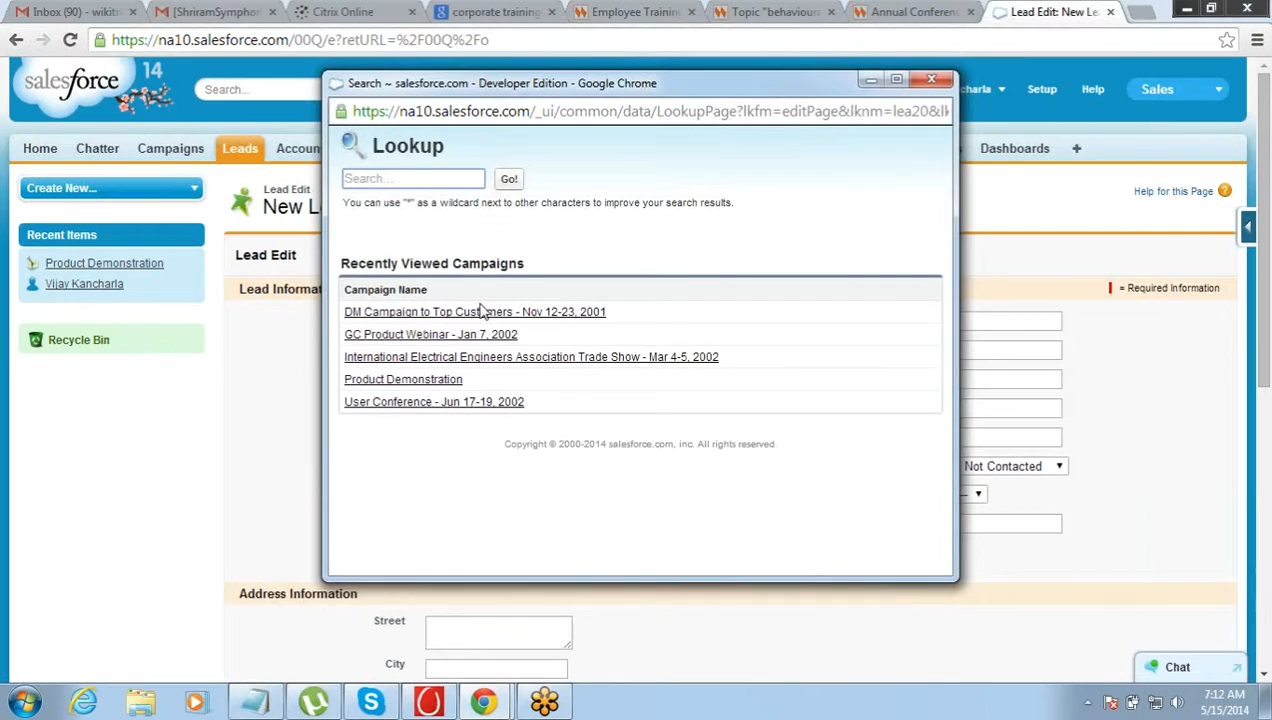 Inbox (90) - wikitr
[ShriramSymphon
Citrix Online
corporate training
Employee Trainin
Topic "behaviour
Annual Conferenc
Lead Edit: New Le
https://na10.salesforce.com/00Q/e?retURL=%2F00Q%2Fo
salesforce 14
Search...
Search ~ salesforce.com - Developer Edition - Google Chrome
https://na10.salesforce.com/_ui/common/data/LookupPage?lkfm=editPage&lknm=lea20&lk
charla
Setup
Help
Sales
Home
Chatter
Campaigns
Leads
Accoun
Dashboards
+
Lookup
Search...
Go!
You can use "*" as a wildcard next to other characters to improve your search results.
Create New...
Lead Edit
New L
Help for this Page
Recent Items
Product Demonstration
Vijay Kancharla
Recycle Bin
Lead Edit
Lead Informa
= Required Information
Recently Viewed Campaigns
Campaign Name
DM Campaign to Top Customers - Nov 12-23, 2001
GC Product Webinar - Jan 7, 2002
International Electrical Engineers Association Trade Show - Mar 4-5, 2002
Product Demonstration
User Conference - Jun 17-19, 2002
Copyright © 2000-2014 salesforce.com, inc. All rights reserved.
Not Contacted
Address Information
Street
City
Chat
7:12 AM
5/15/2014